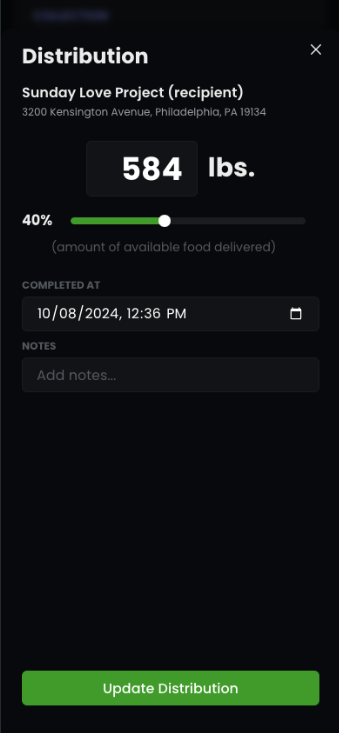 Distribution
Sunday Love Project (recipient)
3200 Kensington Avenue, Philadelphia, PA 19134
584 lbs.
40%
(amount of available food delivered)
COMPLETED AT
10/08/2024, 12:36 PM
NOTES
Add notes...
Update Distribution